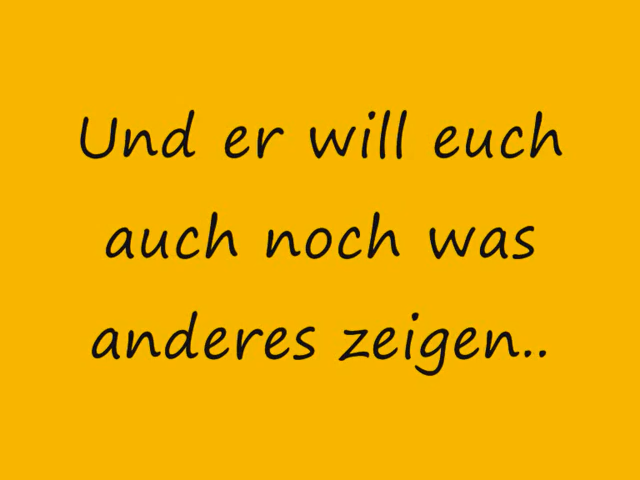 Und er will euch
auch noch was
anderes zeigen..